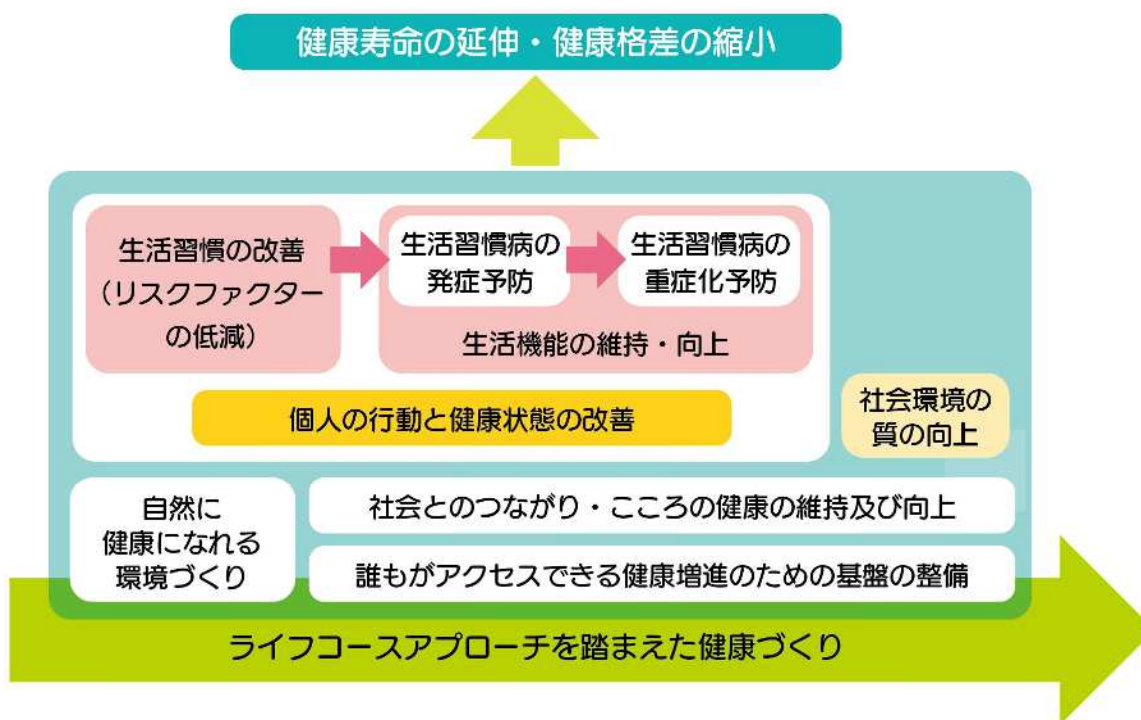 健康寿命の延伸・健康格差の縮小
生活習慣の改善
(リスクファクター
の低減)
生活習慣病の
発症予防
生活習慣病の
重症化予防
生活機能の維持・向上
個人の行動と健康状態の改善
社会環境の
質の向上
自然に
健康になれる
環境づくり
社会とのつながり・こころの健康の維持及び向上
誰もがアクセスできる健康増進のための基盤の整備
ライフコースアプローチを踏まえた健康づくり